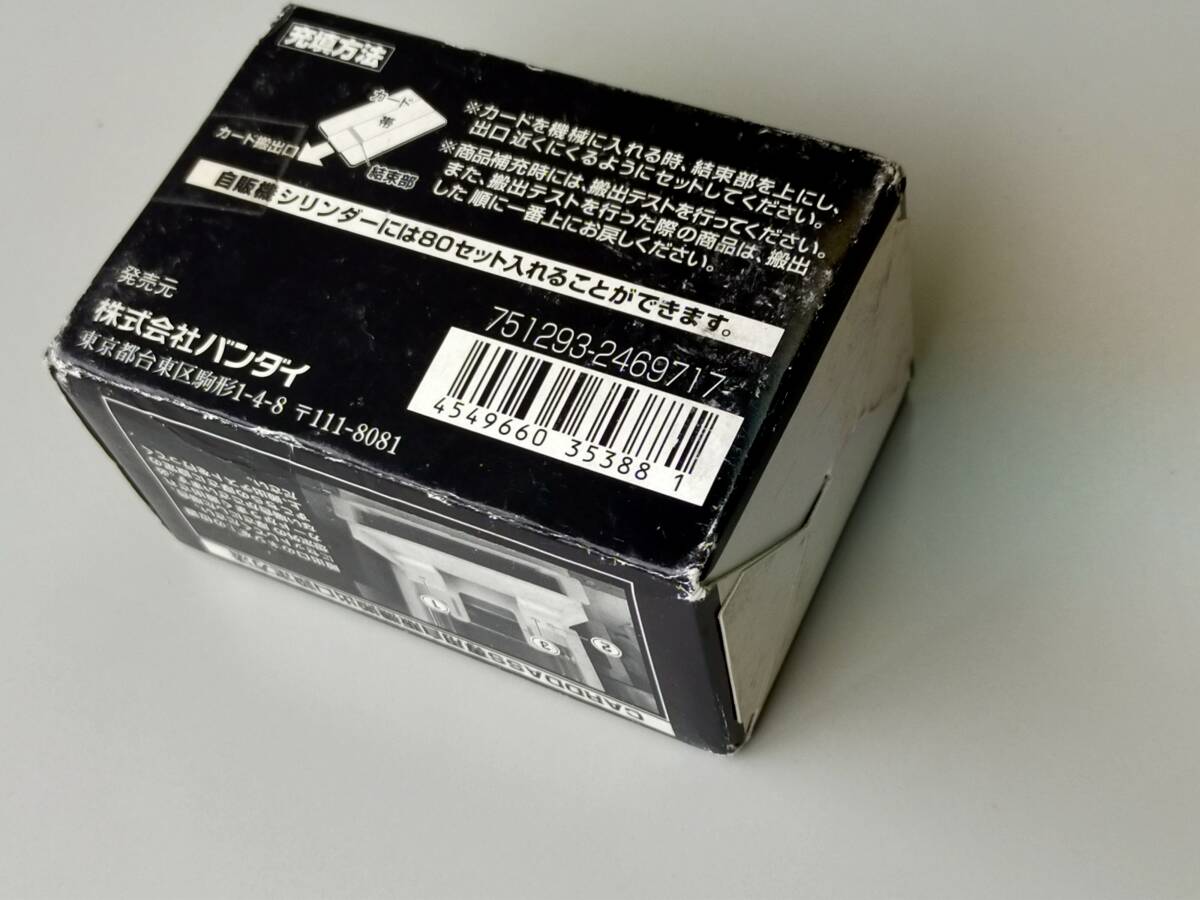 充填方法
カード
帯
カード搬出口
結束部
※カードを機械に入れる時、結束部を上にし、
出口近くにくるようにセットしてください。
※商品補充時には、搬出テストを行ってください。
また、搬出テストを行った際の商品は、搬出
した順に一番上にお戻しください。
自販機シリンダーには80セット入れることができます。
発売元
株式会社バンダイ
東京都台東区駒形1-4-8 〒111-8081
751293-2469717
4549660 35388 1
1
3
2